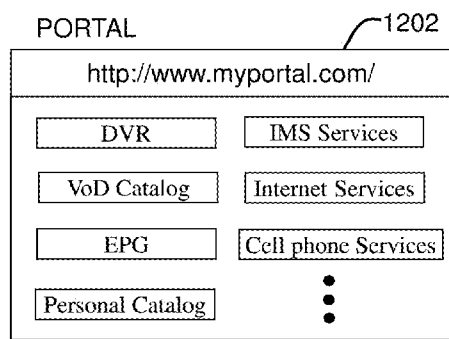 PORTAL
1202
http://www.myportal.com/
DVR
IMS Services
VoD Catalog
Internet Services
EPG
Cell phone Services
Personal Catalog